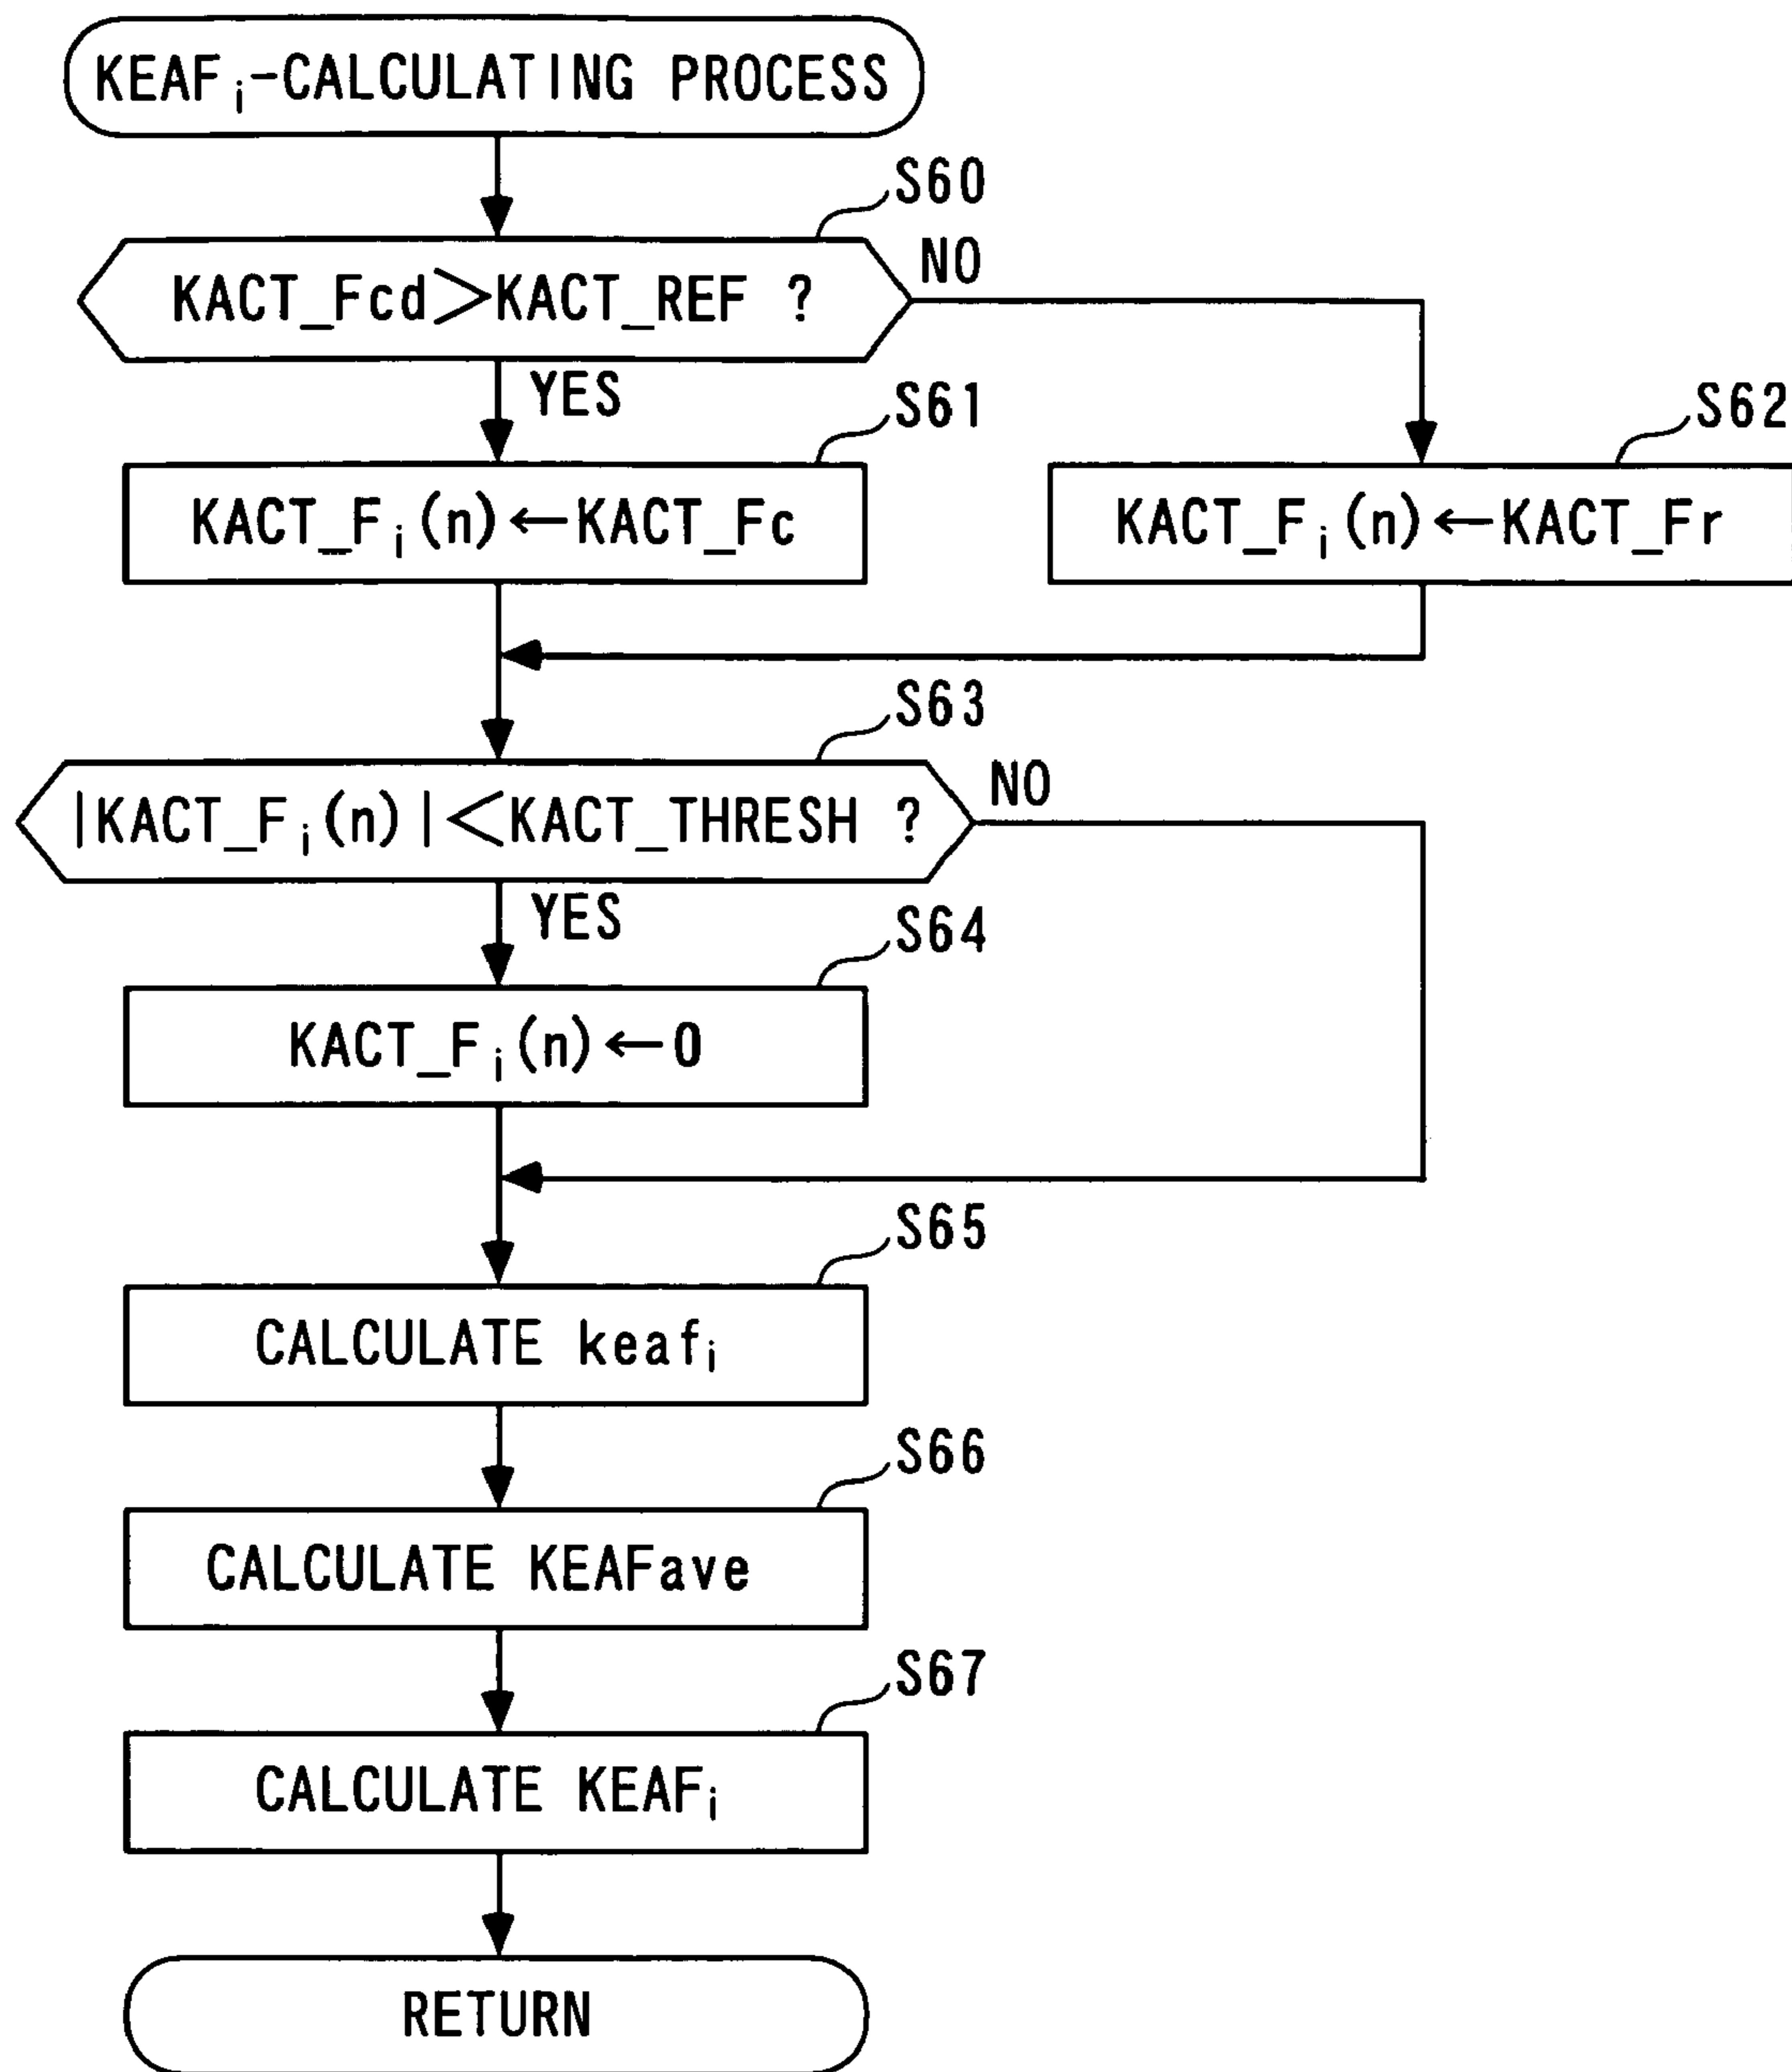 KEAFi-CALCULATING PROCESS
S60
KACT_Fcd>KACT_REF ?
NO
YES
S61
S62
KACT_Fi(n)←KACT_Fc
KACT_Fi(n)←KACT_Fr
S63
|KACT_Fi(n)|<KACT_THRESH ?
NO
YES
S64
KACT_Fi(n)←0
S65
CALCULATE keafi
S66
CALCULATE KEAFave
S67
CALCULATE KEAFi
RETURN